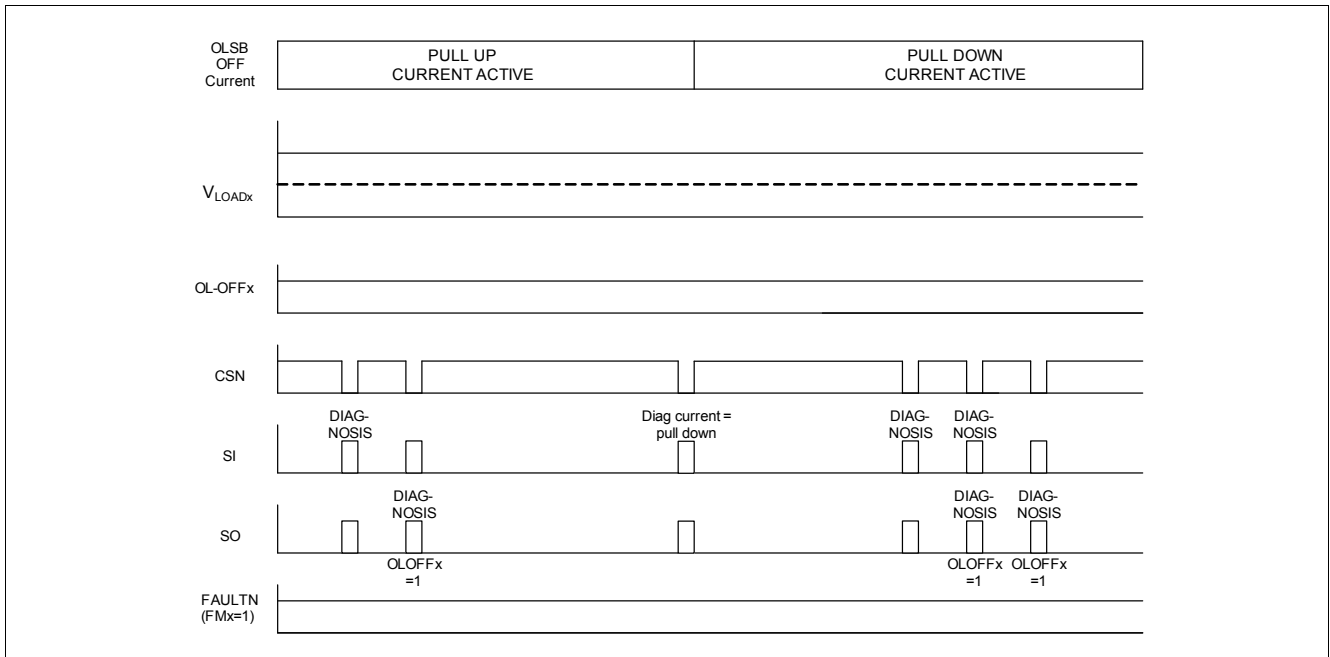 OLSB
OFF
Current
PULL UP
CURRENT ACTIVE
PULL DOWN
CURRENT ACTIVE
VLOADx
OL-OFFx
CSN
DIAG-
NOSIS
Diag current =
pull down
DIAG-
NOSIS
DIAG-
NOSIS
SI
DIAG-
NOSIS
DIAG-
NOSIS
DIAG-
NOSIS
SO
OLOFFx
=1
OLOFFx
=1
OLOFFx
=1
FAULTN
(FMx=1)